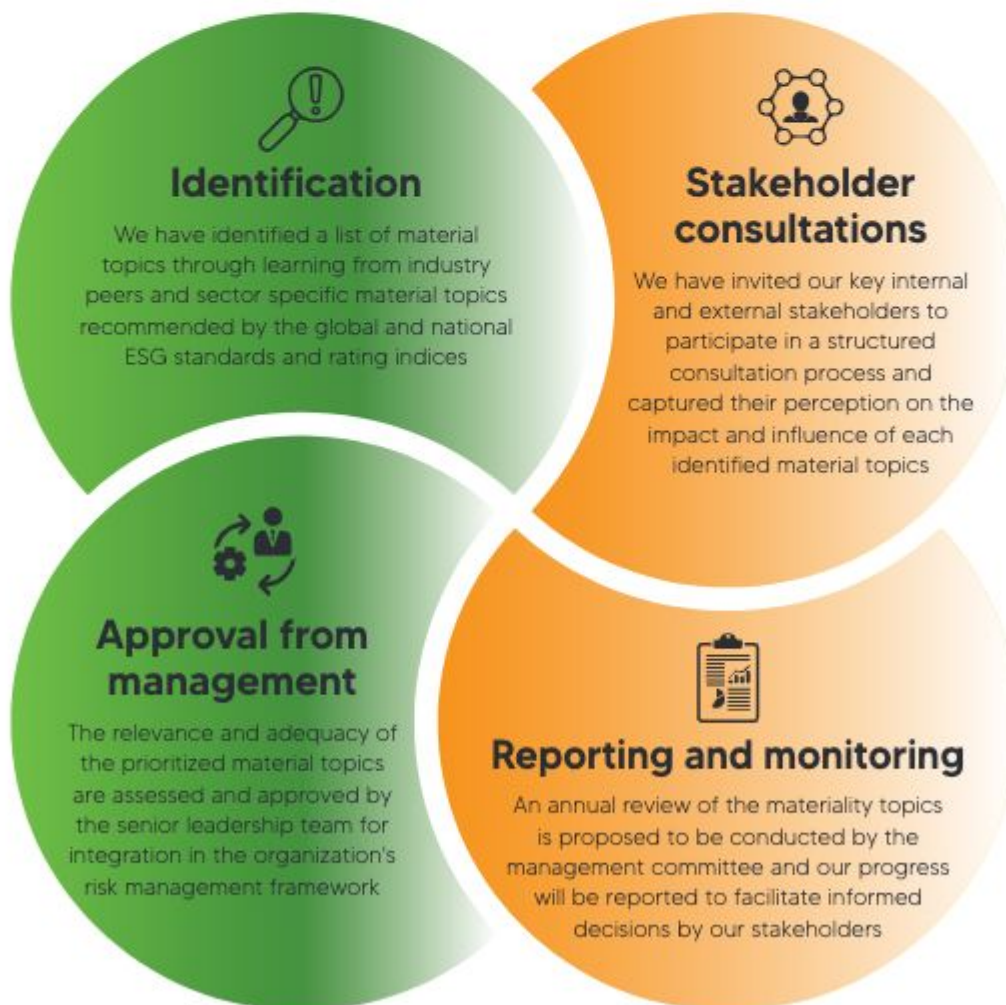 Identification
We have identified a list of material
topics through learning from industry
peers and sector specific material topics
recommended by the global and national
ESG standards and rating indices
Stakeholder
consultations
We have invited our key internal
and external stakeholders to
participate in a structured
consultation process and
captured their perception on the
impact and influence of each
identified material topics
Approval from
management
The relevance and adequacy of
the prioritized material topics
are assessed and approved by
the senior leadership team for
integration in the organization's
risk management framework
Reporting and monitoring
An annual review of the materiality topics
is proposed to be conducted by the
management committee and our progress
will be reported to facilitate informed
decisions by our stakeholders